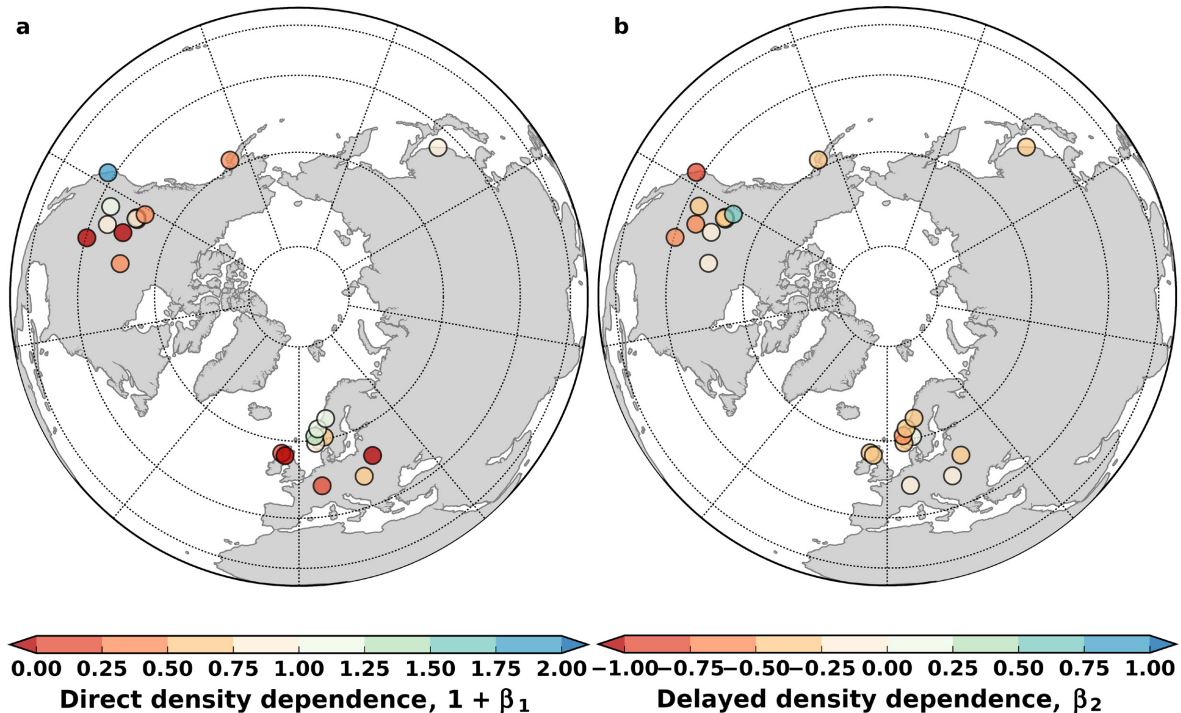 a
b
0.00 0.25 0.50 0.75 1.00 1.25 1.50 1.75 2.00
Direct density dependence, 1 + β₁
−1.00 −0.75 −0.50 −0.25 0.00 0.25 0.50 0.75 1.00
Delayed density dependence, β₂